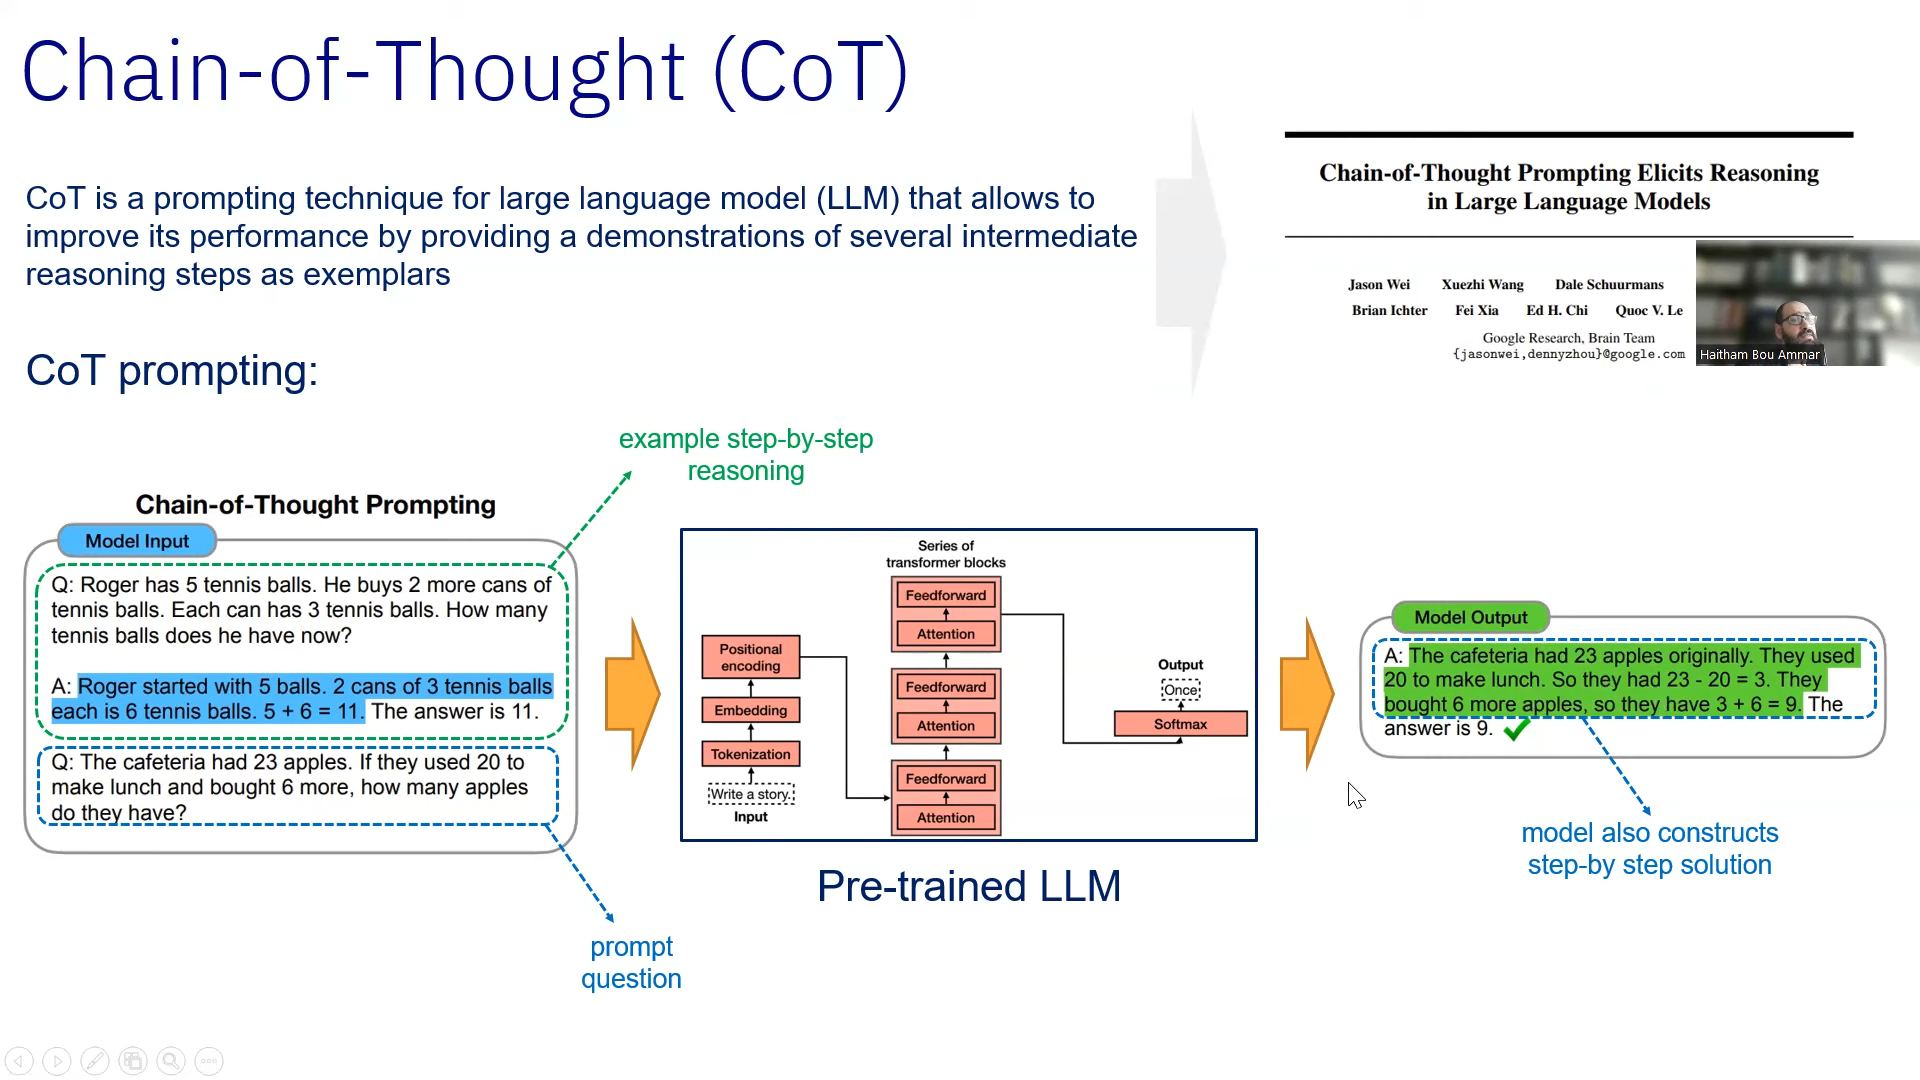 Chain-of-Thought (CoT)
CoT is a prompting technique for large language model (LLM) that allows to
improve its performance by providing a demonstrations of several intermediate
reasoning steps as exemplars
Chain-of-Thought Prompting Elicits Reasoning
in Large Language Models
Jason Wei Xuezhi Wang Dale Schuurmans
Brian Ichter Fei Xia Ed H. Chi Quoc V. Le
Google Research, Brain Team
{jasonwei,dennyzhou}@google.com
Haitham Bou Ammar
CoT prompting:
example step-by-step
reasoning
Chain-of-Thought Prompting
Model Input
Q: Roger has 5 tennis balls. He buys 2 more cans of
tennis balls. Each can has 3 tennis balls. How many
tennis balls does he have now?
A: Roger started with 5 balls. 2 cans of 3 tennis balls
each is 6 tennis balls. 5 + 6 = 11. The answer is 11.
Q: The cafeteria had 23 apples. If they used 20 to
make lunch and bought 6 more, how many apples
do they have?
prompt
question
Series of
transformer blocks
Feedforward
Attention
Feedforward
Attention
Feedforward
Attention
Positional
encoding
Embedding
Tokenization
Write a story.
Input
Output
Once
Softmax
Pre-trained LLM
Model Output
A: The cafeteria had 23 apples originally. They used
20 to make lunch. So they had 23 - 20 = 3. They
bought 6 more apples, so they have 3 + 6 = 9. The
answer is 9.
model also constructs
step-by step solution